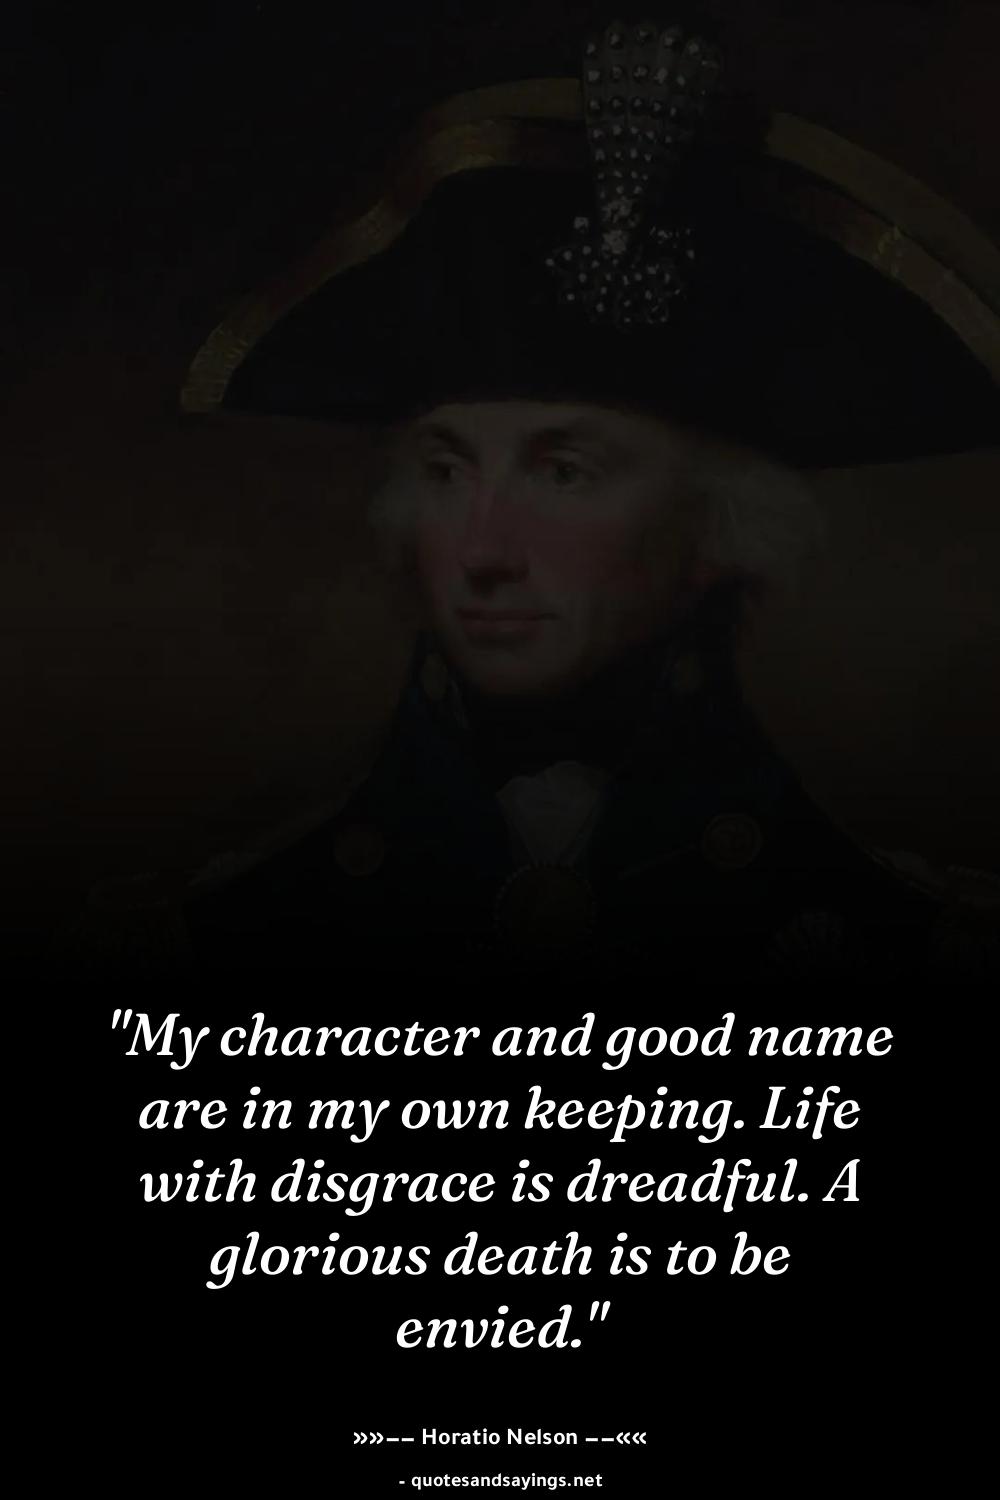 "My character and good name
are in my own keeping. Life
with disgrace is dreadful. A
glorious death is to be
envied."
»»−− Horatio Nelson −−««
- quotesandsayings.net